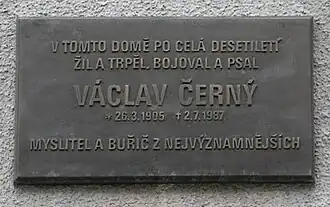 V TOMTO DOMĚ PO CELÁ DESETILETÍ
ŽIL A TRPĚL, BOJOVAL A PSAL
VÁCLAV ČERNÝ
* 26.3.1905 † 2.7.1987
MYSLITEL A BUŘIČ Z NEJVÝZNAMNĚJŠÍCH